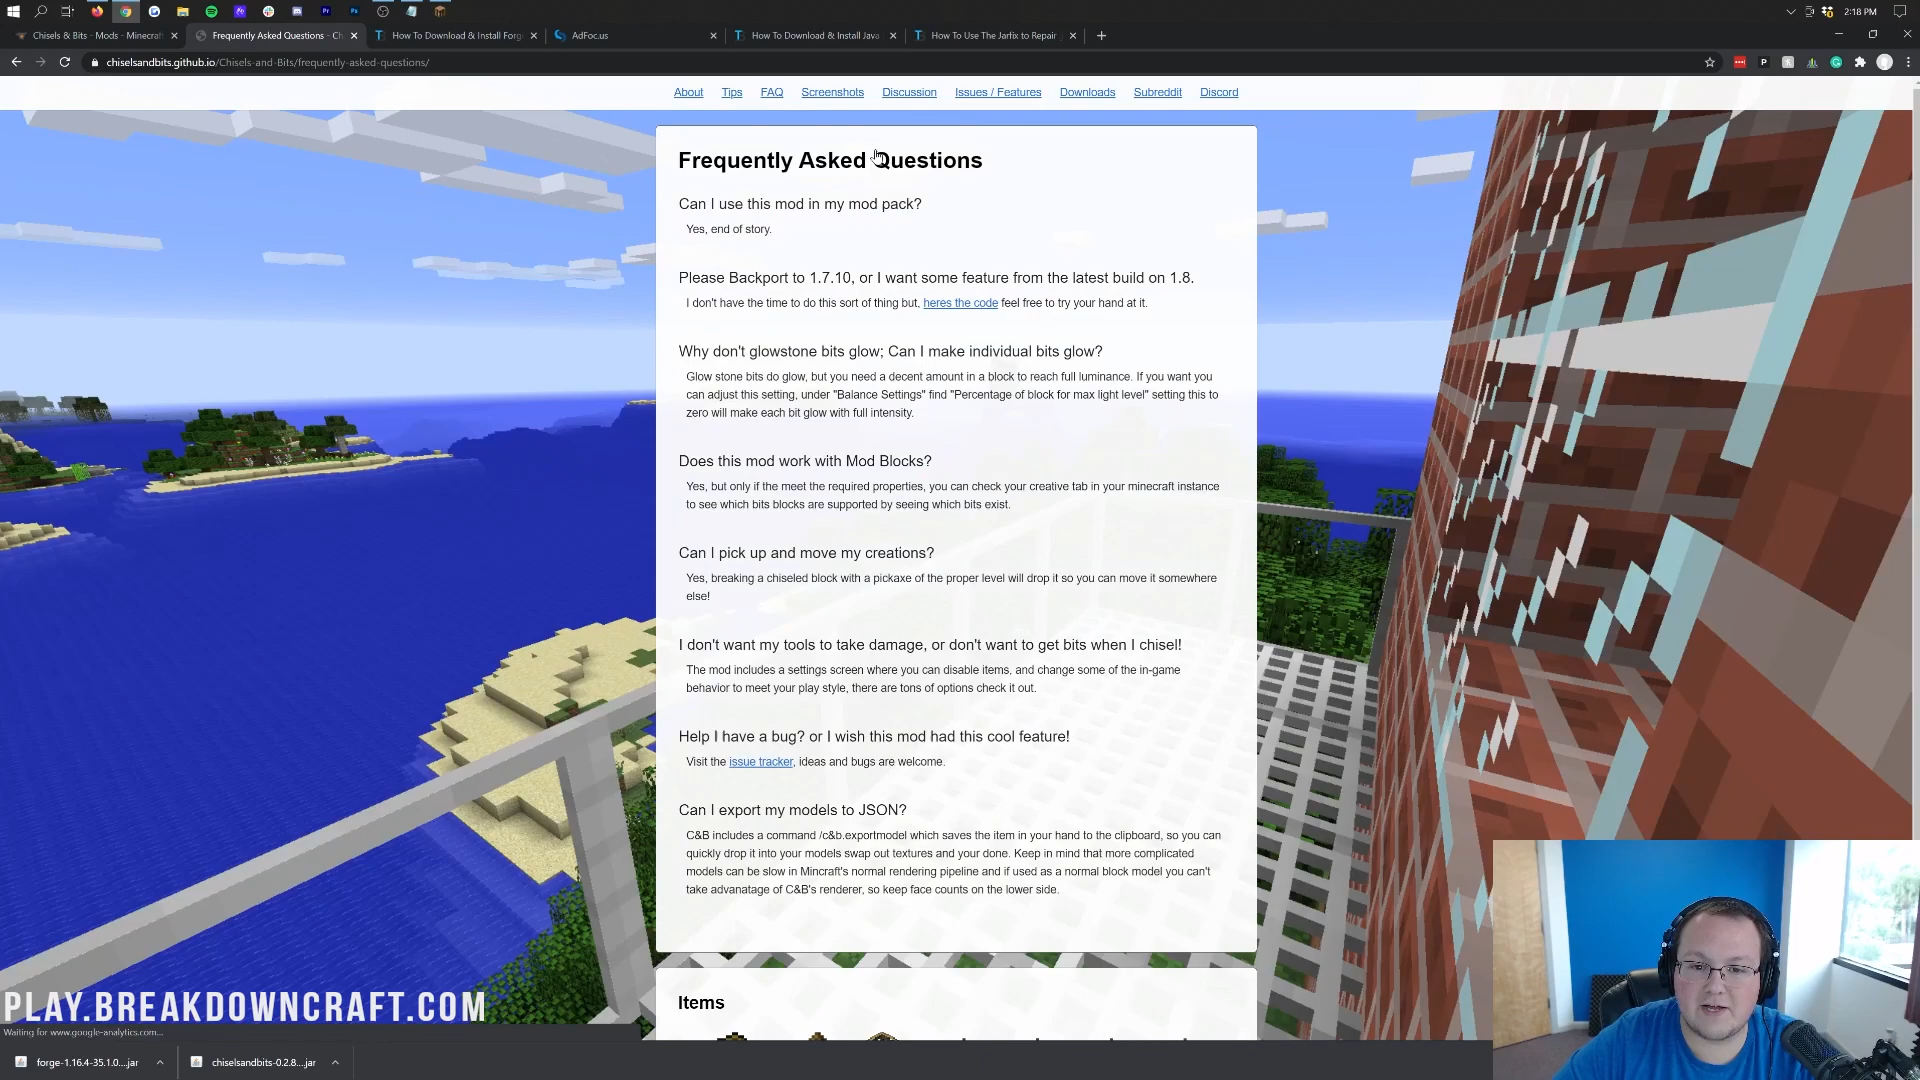 2:18 PM
Chisels & Bits - Mods - Minecraft
Frequently Asked Questions - Ch
How To Download & Install Forg
AdFoc.us
How To Download & Install Java
How To Use The Jarfix to Repair
chiselsandbits.github.io/Chisels-and-Bits/frequently-asked-questions/
About Tips FAQ Screenshots Discussion Issues / Features Downloads Subreddit Discord
Frequently Asked Questions
Can I use this mod in my mod pack?
Yes, end of story.
Please Backport to 1.7.10, or I want some feature from the latest build on 1.8.
I don't have the time to do this sort of thing but, heres the code feel free to try your hand at it.
Why don't glowstone bits glow; Can I make individual bits glow?
Glow stone bits do glow, but you need a decent amount in a block to reach full luminance. If you want you
can adjust this setting, under "Balance Settings" find "Percentage of block for max light level" setting this to
zero will make each bit glow with full intensity.
Does this mod work with Mod Blocks?
Yes, but only if the meet the required properties, you can check your creative tab in your minecraft instance
to see which bits blocks are supported by seeing which bits exist.
Can I pick up and move my creations?
Yes, breaking a chiseled block with a pickaxe of the proper level will drop it so you can move it somewhere
else!
I don't want my tools to take damage, or don't want to get bits when I chisel!
The mod includes a settings screen where you can disable items, and change some of the in-game
behavior to meet your play style, there are tons of options check it out.
Help I have a bug? or I wish this mod had this cool feature!
Visit the issue tracker, ideas and bugs are welcome.
Can I export my models to JSON?
C&B includes a command /c&b.exportmodel which saves the item in your hand to the clipboard, so you can
quickly drop it into your models swap out textures and your done. Keep in mind that more complicated
models can be slow in Mincraft's normal rendering pipeline and if used as a normal block model you can't
take advanatage of C&B's renderer, so keep face counts on the lower side.
Items
PLAY.BREAKDOWNCRAFT.COM
Waiting for www.google-analytics.com...
forge-1.16.4-35.1.0....jar
chiselsandbits-0.2.8....jar